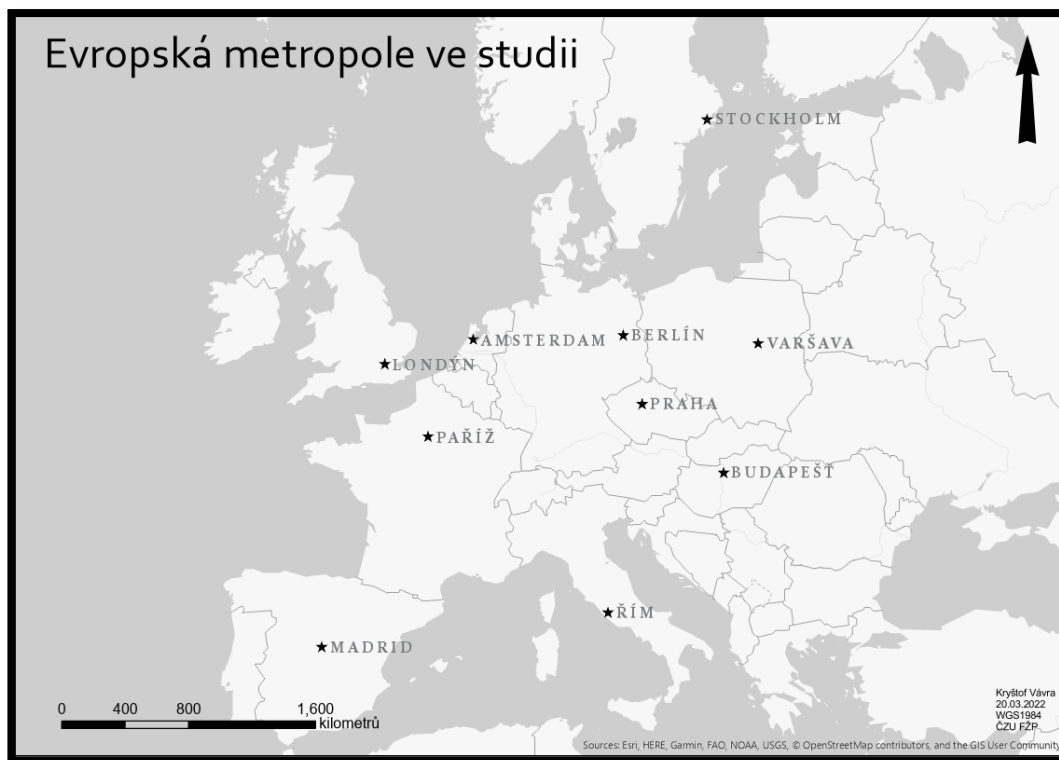 Evropská metropole ve studii
STOCKHOLM
AMSTERDAM
BERLÍN
VARŠAVA
LONDÝN
PRAHA
PAŘÍŽ
BUDAPEŠŤ
ŘÍM
MADRID
0 400 800 1,600
kilometrů
Kryštof Vávra
20.03.2022
WGS1984
ČZU FŽP
Sources: Esri, HERE, Garmin, FAO, NOAA, USGS, © OpenStreetMap contributors, and the GIS User Community